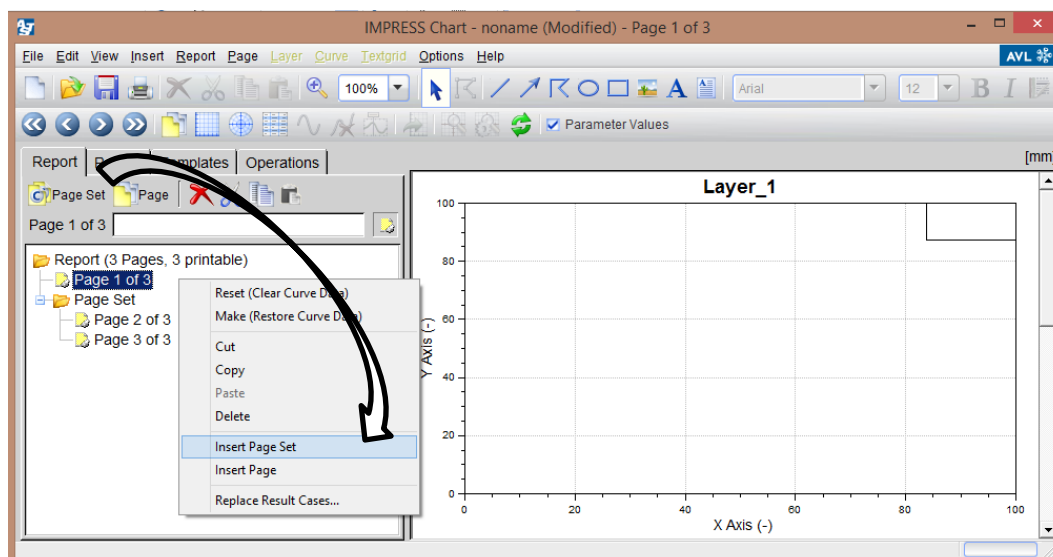 IMPRESS Chart - noname (Modified) - Page 1 of 3
File Edit View Insert Report Page Layer Curve Textgrid Options Help
AVL
100% A Arial 12 B I
Parameter Values
Report Templates Operations
[mm]
Page Set Page
Page 1 of 3
Report (3 Pages, 3 printable)
Page 1 of 3
Page Set
Page 2 of 3
Page 3 of 3
Reset (Clear Curve Data)
Make (Restore Curve Data)
Cut
Copy
Paste
Delete
Insert Page Set
Insert Page
Replace Result Cases...
Layer_1
100
80
60
40
20
0
Y Axis (-)
0 20 40 60 80 100
X Axis (-)